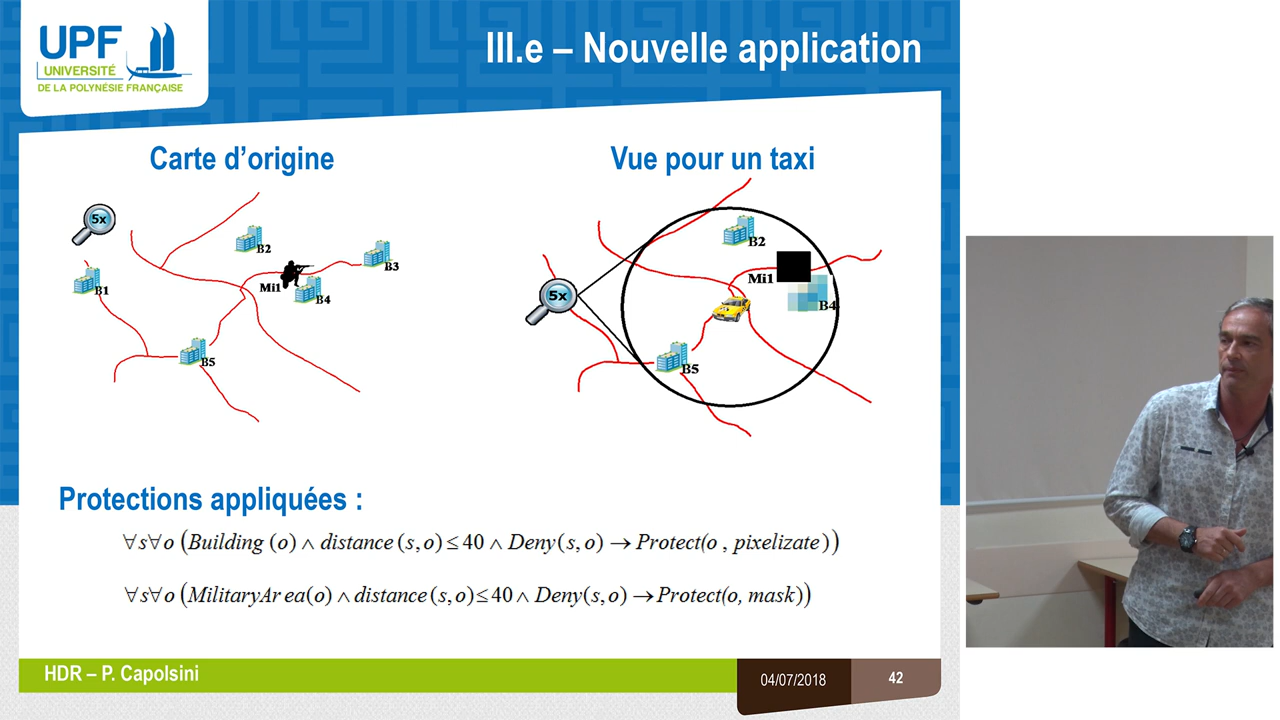 UPF
UNIVERSITÉ
DE LA POLYNÉSIE FRANÇAISE
III.e – Nouvelle application
Carte d’origine
Vue pour un taxi
5x
B2
B3
B1
Mi1
B4
B5
B2
Mi1
5x
B4
B5
Protections appliquées :
∀s∀o (Building (o) ∧ distance (s, o) ≤ 40 ∧ Deny(s, o) → Protect(o , pixelizate))
∀s∀o (MilitaryAr ea(o) ∧ distance (s, o) ≤ 40 ∧ Deny(s, o) → Protect(o, mask))
HDR – P. Capolsini
04/07/2018
42